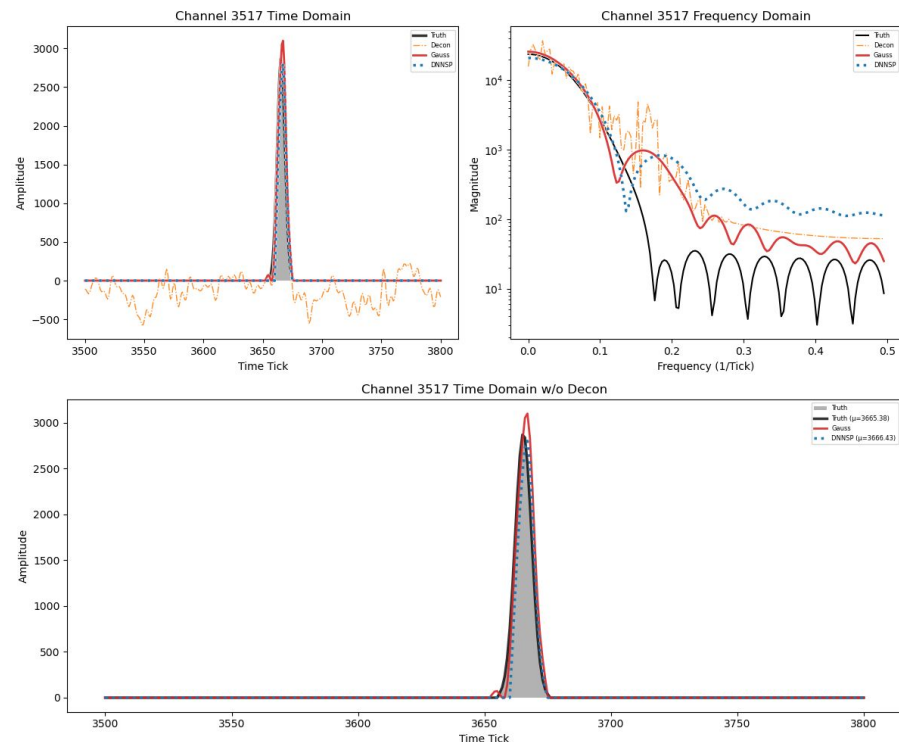 Channel 3517 Time Domain
Truth
Decon
Gauss
DNNSP
3000
2500
2000
1500
1000
500
0
−500
Amplitude
3500
3550
3600
3650
3700
3750
3800
Time Tick
Channel 3517 Frequency Domain
Truth
Decon
Gauss
DNNSP
10⁴
10³
10²
10¹
Magnitude
0.0
0.1
0.2
0.3
0.4
0.5
Frequency (1/Tick)
Channel 3517 Time Domain w/o Decon
Truth
Truth (μ=3665.38)
Gauss
DNNSP (μ=3666.43)
3000
2500
2000
1500
1000
500
0
Amplitude
3500
3550
3600
3650
3700
3750
3800
Time Tick